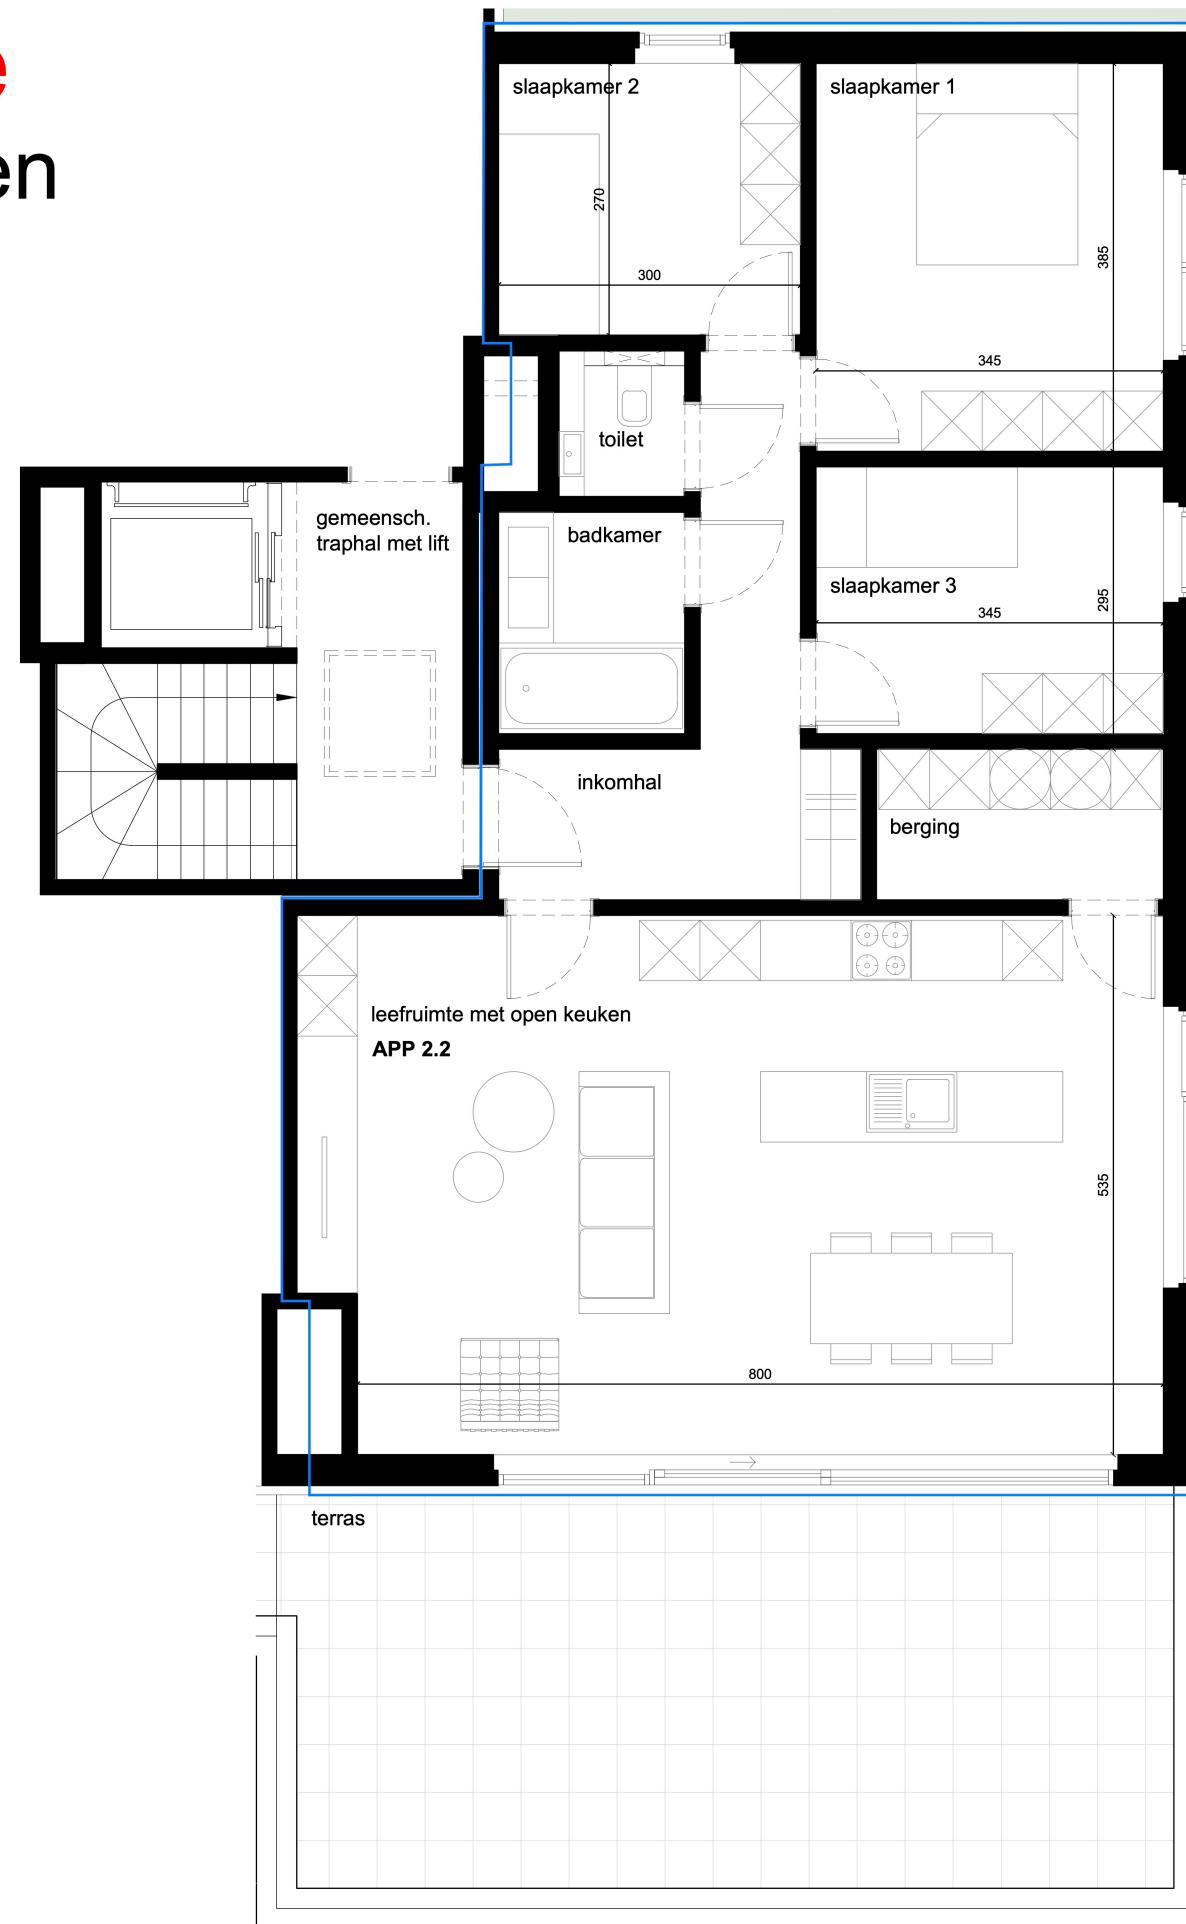 slaapkamer 2
slaapkamer 1
270
300
385
345
toilet
gemeensch.
traphal met lift
badkamer
slaapkamer 3
295
345
inkomhal
berging
leefruimte met open keuken
APP 2.2
535
800
terras